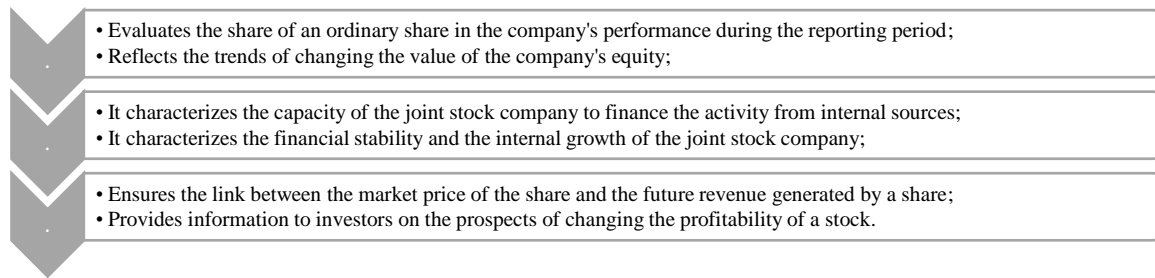 • Evaluates the share of an ordinary share in the company's performance during the reporting period;
• Reflects the trends of changing the value of the company's equity;
• It characterizes the capacity of the joint stock company to finance the activity from internal sources;
• It characterizes the financial stability and the internal growth of the joint stock company;
• Ensures the link between the market price of the share and the future revenue generated by a share;
• Provides information to investors on the prospects of changing the profitability of a stock.